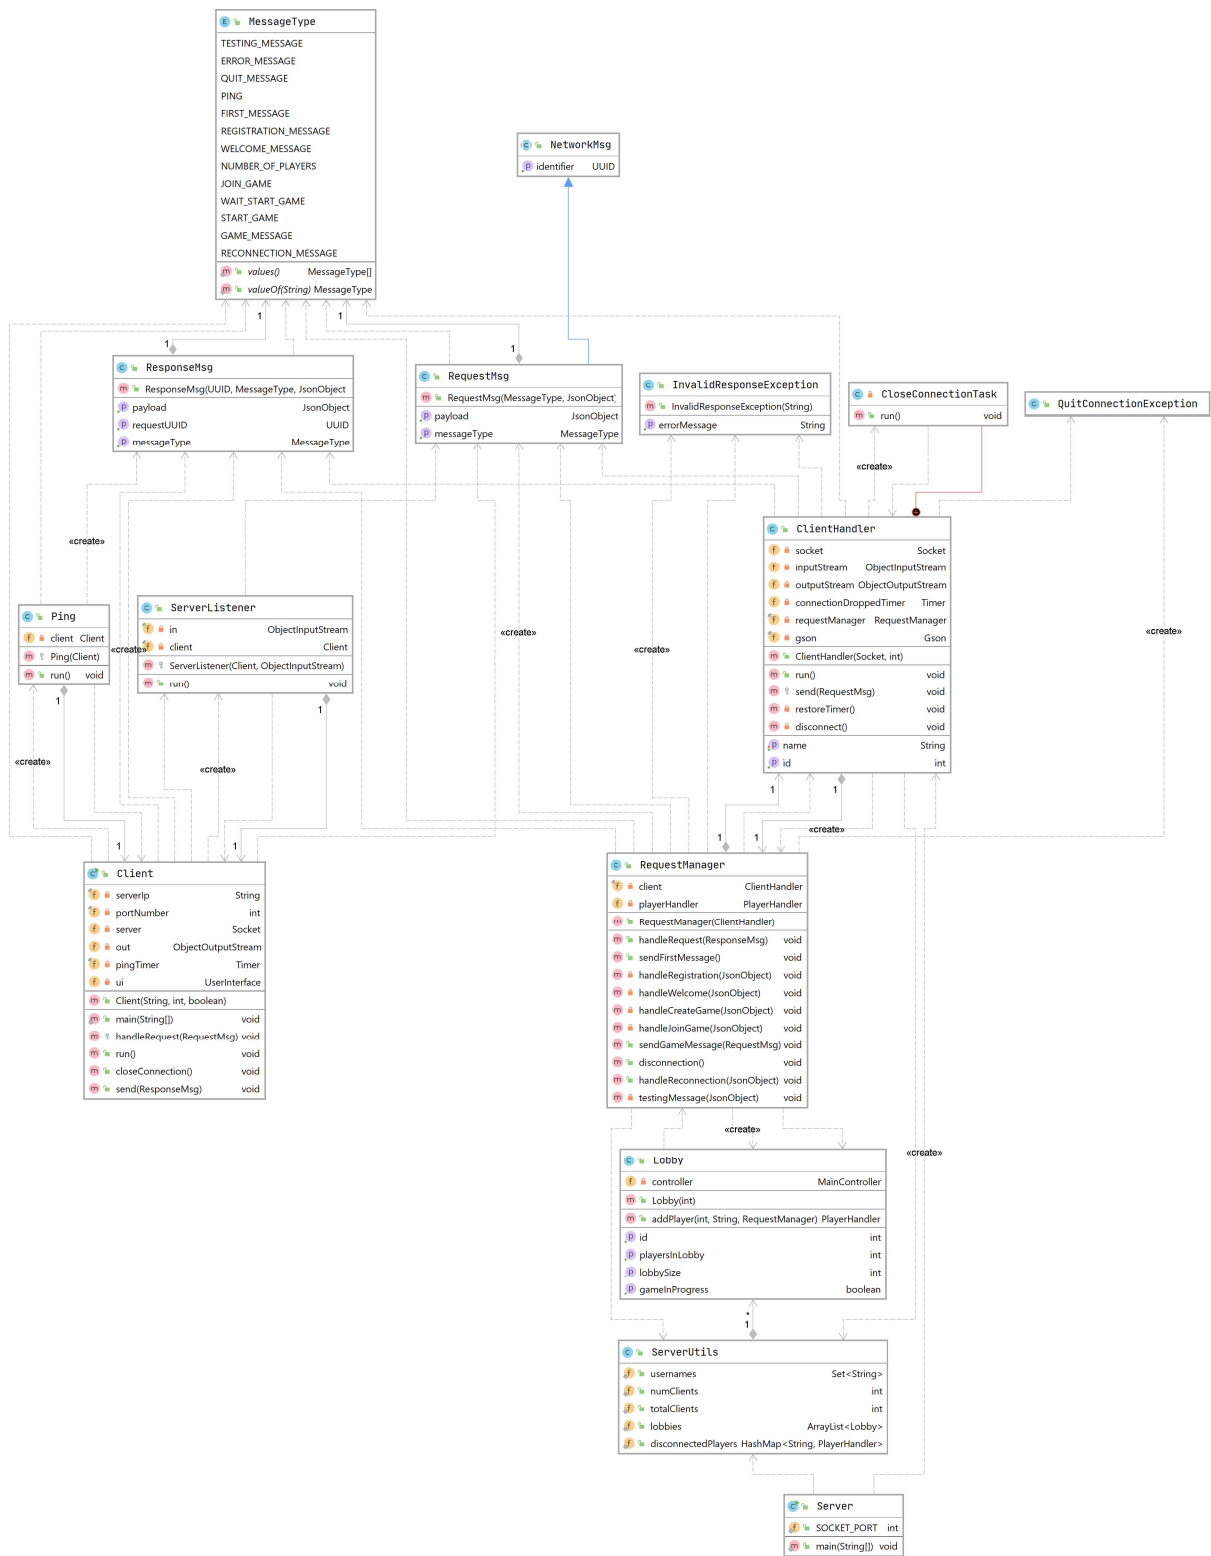 MessageType
TESTING_MESSAGE
ERROR_MESSAGE
QUIT_MESSAGE
PING
FIRST_MESSAGE
REGISTRATION_MESSAGE
WELCOME_MESSAGE
NUMBER_OF_PLAYERS
JOIN_GAME
WAIT_START_GAME
START_GAME
GAME_MESSAGE
RECONNECTION_MESSAGE
values() MessageType[]
valueOf(String) MessageType
NetworkMsg
identifier UUID
1
1
1
1
ResponseMsg
ResponseMsg(UUID, MessageType, JsonObject
payload JsonObject
requestUUID UUID
messageType MessageType
RequestMsg
RequestMsg(MessageType, JsonObject)
payload JsonObject
messageType MessageType
InvalidResponseException
InvalidResponseException(String)
errorMessage String
CloseConnectionTask
run() void
QuitConnectionException
«create»
«create»
ClientHandler
socket Socket
inputStream ObjectInputStream
outputStream ObjectOutputStream
connectionDroppedTimer Timer
requestManager RequestManager
gson Gson
ClientHandler(Socket, int)
run() void
send(RequestMsg) void
restoreTimer() void
disconnect() void
name String
id int
Ping
client Client
Ping(Client)
run() void
ServerListener
in ObjectInputStream
client Client
ServerListener(Client, ObjectInputStream)
run() void
«create»
«create»
«create»
«create»
1
1
«create»
«create»
1
1
«create»
1
1
1
1
Client
serverIp String
portNumber int
server Socket
out ObjectOutputStream
pingTimer Timer
ui UserInterface
Client(String, int, boolean)
main(String[]) void
handleRequest(RequestMsg) void
run() void
closeConnection() void
send(ResponseMsg) void
RequestManager
client ClientHandler
playerHandler PlayerHandler
RequestManager(ClientHandler)
handleRequest(ResponseMsg) void
sendFirstMessage() void
handleRegistration(JsonObject) void
handleWelcome(JsonObject) void
handleCreateGame(JsonObject) void
handleJoinGame(JsonObject) void
sendGameMessage(RequestMsg) void
disconnection() void
handleReconnection(JsonObject) void
testingMessage(JsonObject) void
«create»
«create»
Lobby
controller MainController
Lobby(int)
addPlayer(int, String, RequestManager) PlayerHandler
id int
playersInLobby int
lobbySize int
gameInProgress boolean
*
1
ServerUtils
usernames Set<String>
numClients int
totalClients int
lobbies ArrayList<Lobby>
disconnectedPlayers HashMap<String, PlayerHandler>
Server
SOCKET_PORT int
main(String[]) void